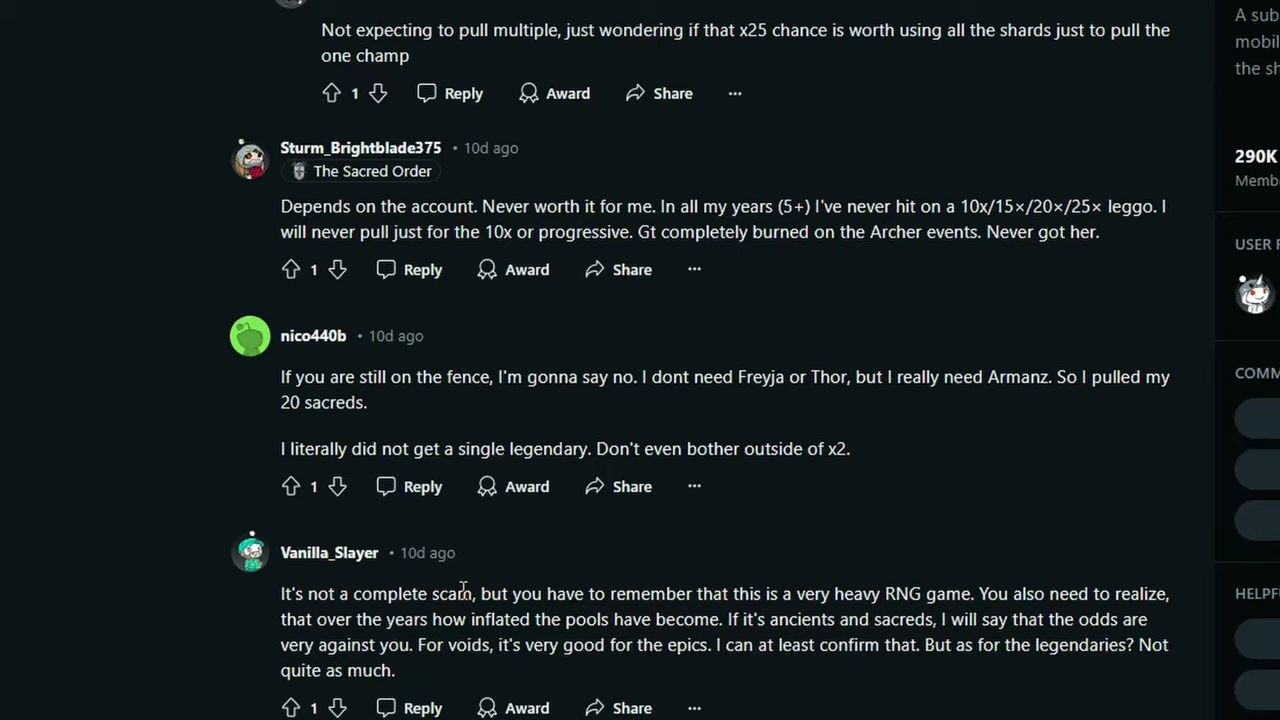 Not expecting to pull multiple, just wondering if that x25 chance is worth using all the shards just to pull the
one champ
1 Reply Award Share ...
Sturm_Brightblade375 • 10d ago
The Sacred Order
Depends on the account. Never worth it for me. In all my years (5+) I've never hit on a 10x/15×/20×/25× leggo. I
will never pull just for the 10x or progressive. Gt completely burned on the Archer events. Never got her.
1 Reply Award Share ...
nico440b • 10d ago
If you are still on the fence, I'm gonna say no. I dont need Freyja or Thor, but I really need Armanz. So I pulled my
20 sacreds.
I literally did not get a single legendary. Don't even bother outside of x2.
1 Reply Award Share ...
Vanilla_Slayer • 10d ago
It's not a complete scam, but you have to remember that this is a very heavy RNG game. You also need to realize,
that over the years how inflated the pools have become. If it's ancients and sacreds, I will say that the odds are
very against you. For voids, it's very good for the epics. I can at least confirm that. But as for the legendaries? Not
quite as much.
1 Reply Award Share ...
A sub
mobil
the sh
290K
Membe
USER F
COMM
HELPF